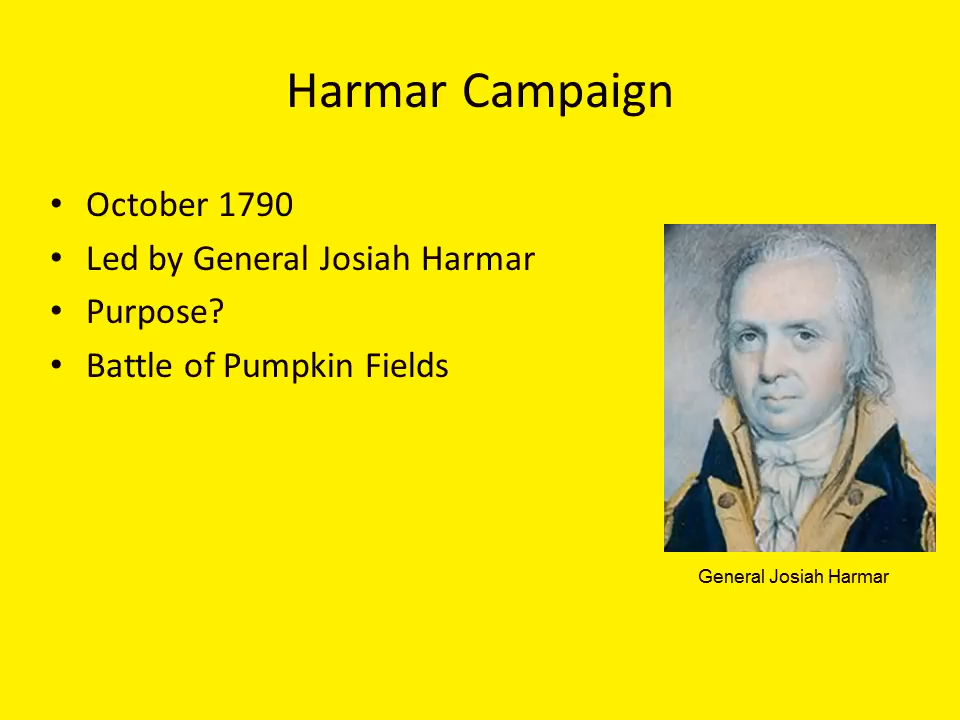 Harmar Campaign
• October 1790
• Led by General Josiah Harmar
• Purpose?
• Battle of Pumpkin Fields
General Josiah Harmar